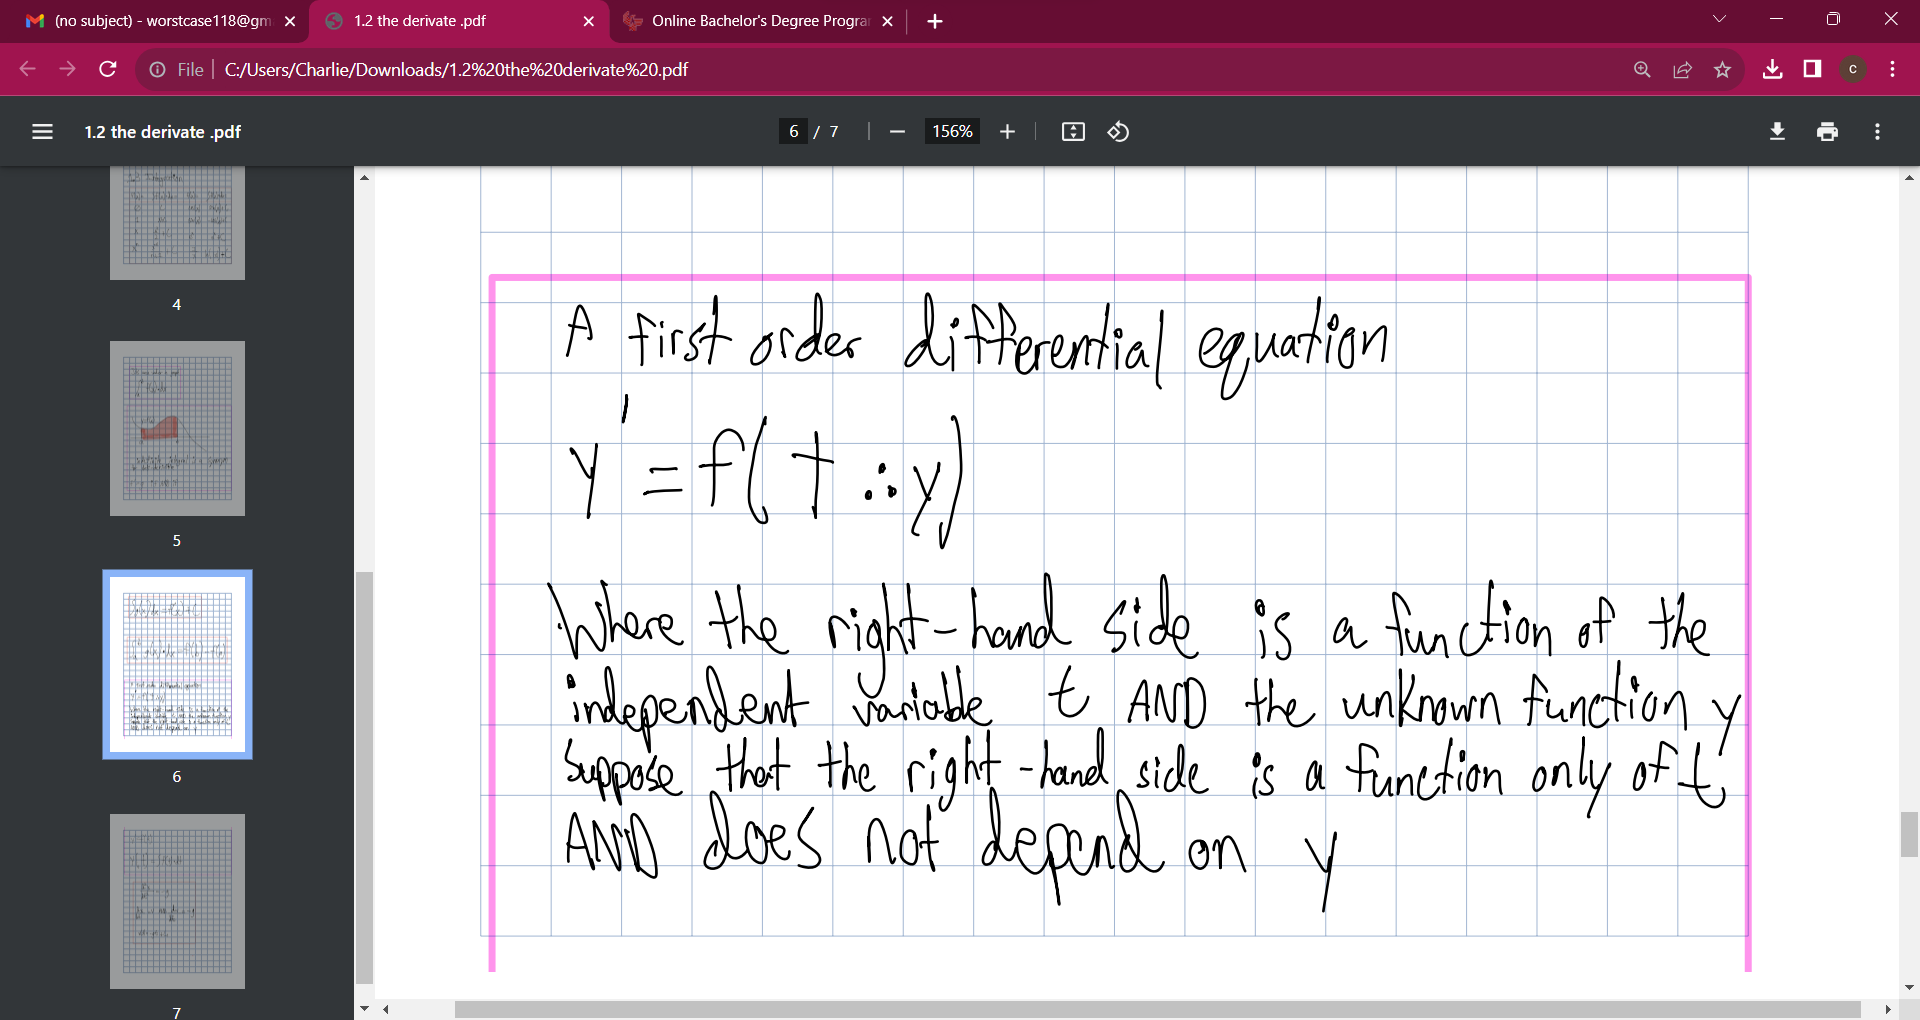 (no subject) - worstcase118@gm
1.2 the derivate .pdf
Online Bachelor's Degree Progra
File
C:/Users/Charlie/Downloads/1.2%20the%20derivate%20.pdf
c
1.2 the derivate .pdf
6 / 7
156%
4
5
6
7
A first order differential equation
y' = f( t ∴ y)
Where the right-hand side is a function of the
independent variable t AND the unknown function y
suppose that the right-hand side is a function only of t,
AND does not depend on y